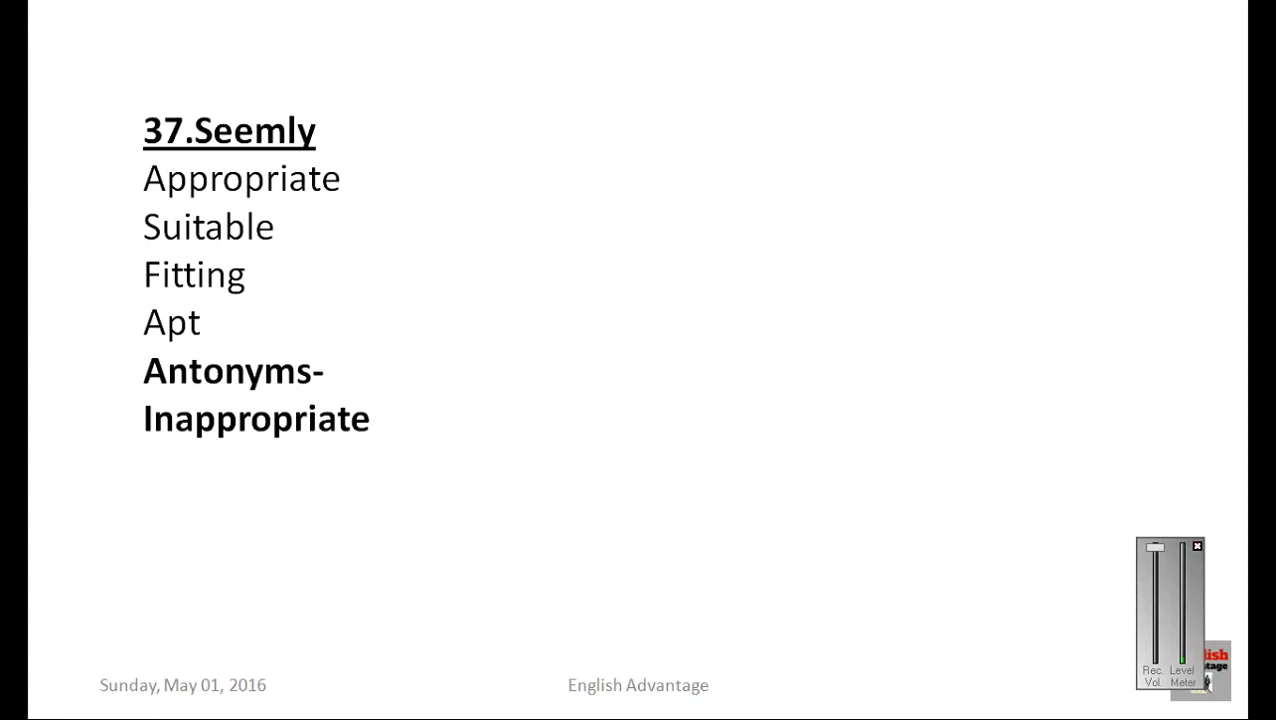 37.Seemly
Appropriate
Suitable
Fitting
Apt
Antonyms-
Inappropriate
Sunday, May 01, 2016
English Advantage
Rec. Level
Vol. Meter